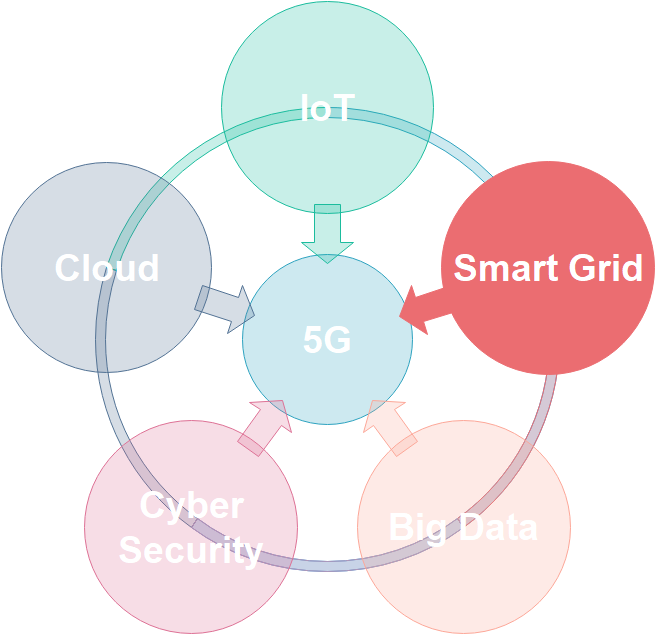 IoT
Cloud
Smart Grid
5G
Cyber
Security
Big Data